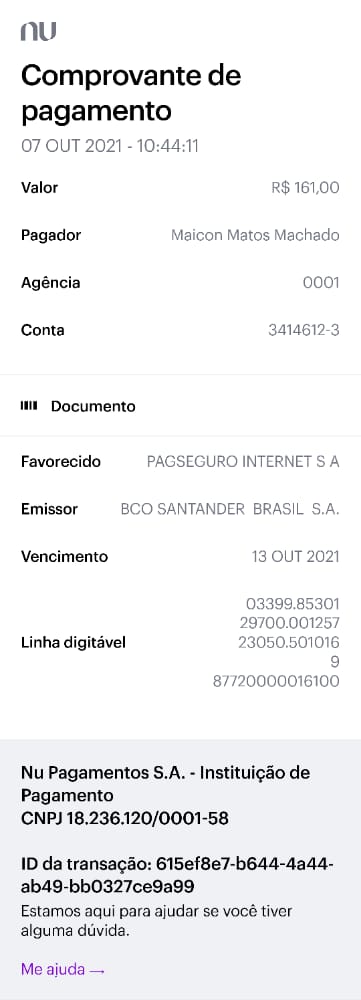 nu
Comprovante de
pagamento
07 OUT 2021 - 10:44:11
Valor R$ 161,00
Pagador Maicon Matos Machado
Agência 0001
Conta 3414612-3
Documento
Favorecido PAGSEGURO INTERNET S A
Emissor BCO SANTANDER BRASIL S.A.
Vencimento 13 OUT 2021
Linha digitável 03399.85301
29700.001257
23050.501016
9
87720000016100
Nu Pagamentos S.A. - Instituição de
Pagamento
CNPJ 18.236.120/0001-58
ID da transação: 615ef8e7-b644-4a44-
ab49-bb0327ce9a99
Estamos aqui para ajudar se você tiver
alguma dúvida.
Me ajuda →